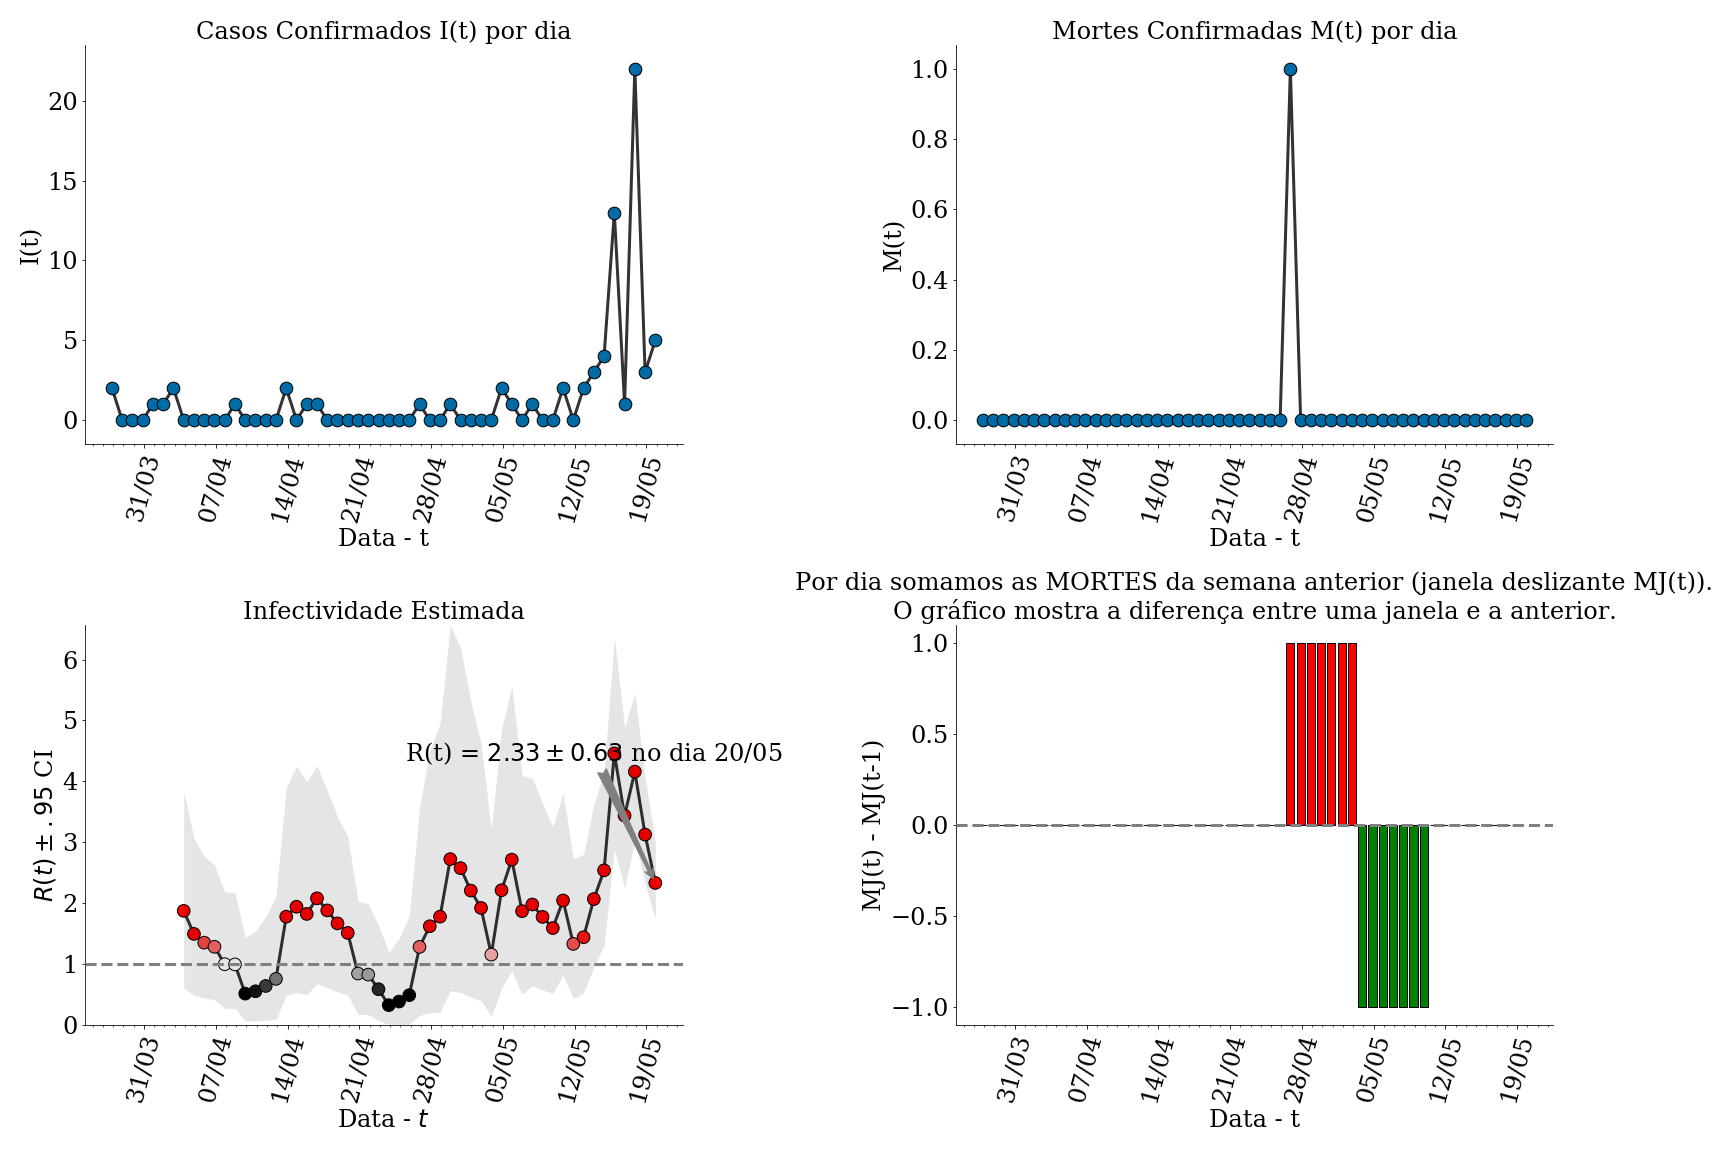 Casos Confirmados I(t) por dia
I(t)
20
15
10
5
0
31/03 07/04 14/04 21/04 28/04 05/05 12/05 19/05
Data - t
Mortes Confirmadas M(t) por dia
M(t)
1.0
0.8
0.6
0.4
0.2
0.0
31/03 07/04 14/04 21/04 28/04 05/05 12/05 19/05
Data - t
Infectividade Estimada
R(t) ± .95 CI
6
5
4
3
2
1
0
R(t) = 2.33 ± 0.63 no dia 20/05
31/03 07/04 14/04 21/04 28/04 05/05 12/05 19/05
Data - t
Por dia somamos as MORTES da semana anterior (janela deslizante MJ(t)).
O gráfico mostra a diferença entre uma janela e a anterior.
MJ(t) - MJ(t-1)
1.0
0.5
0.0
−0.5
−1.0
31/03 07/04 14/04 21/04 28/04 05/05 12/05 19/05
Data - t